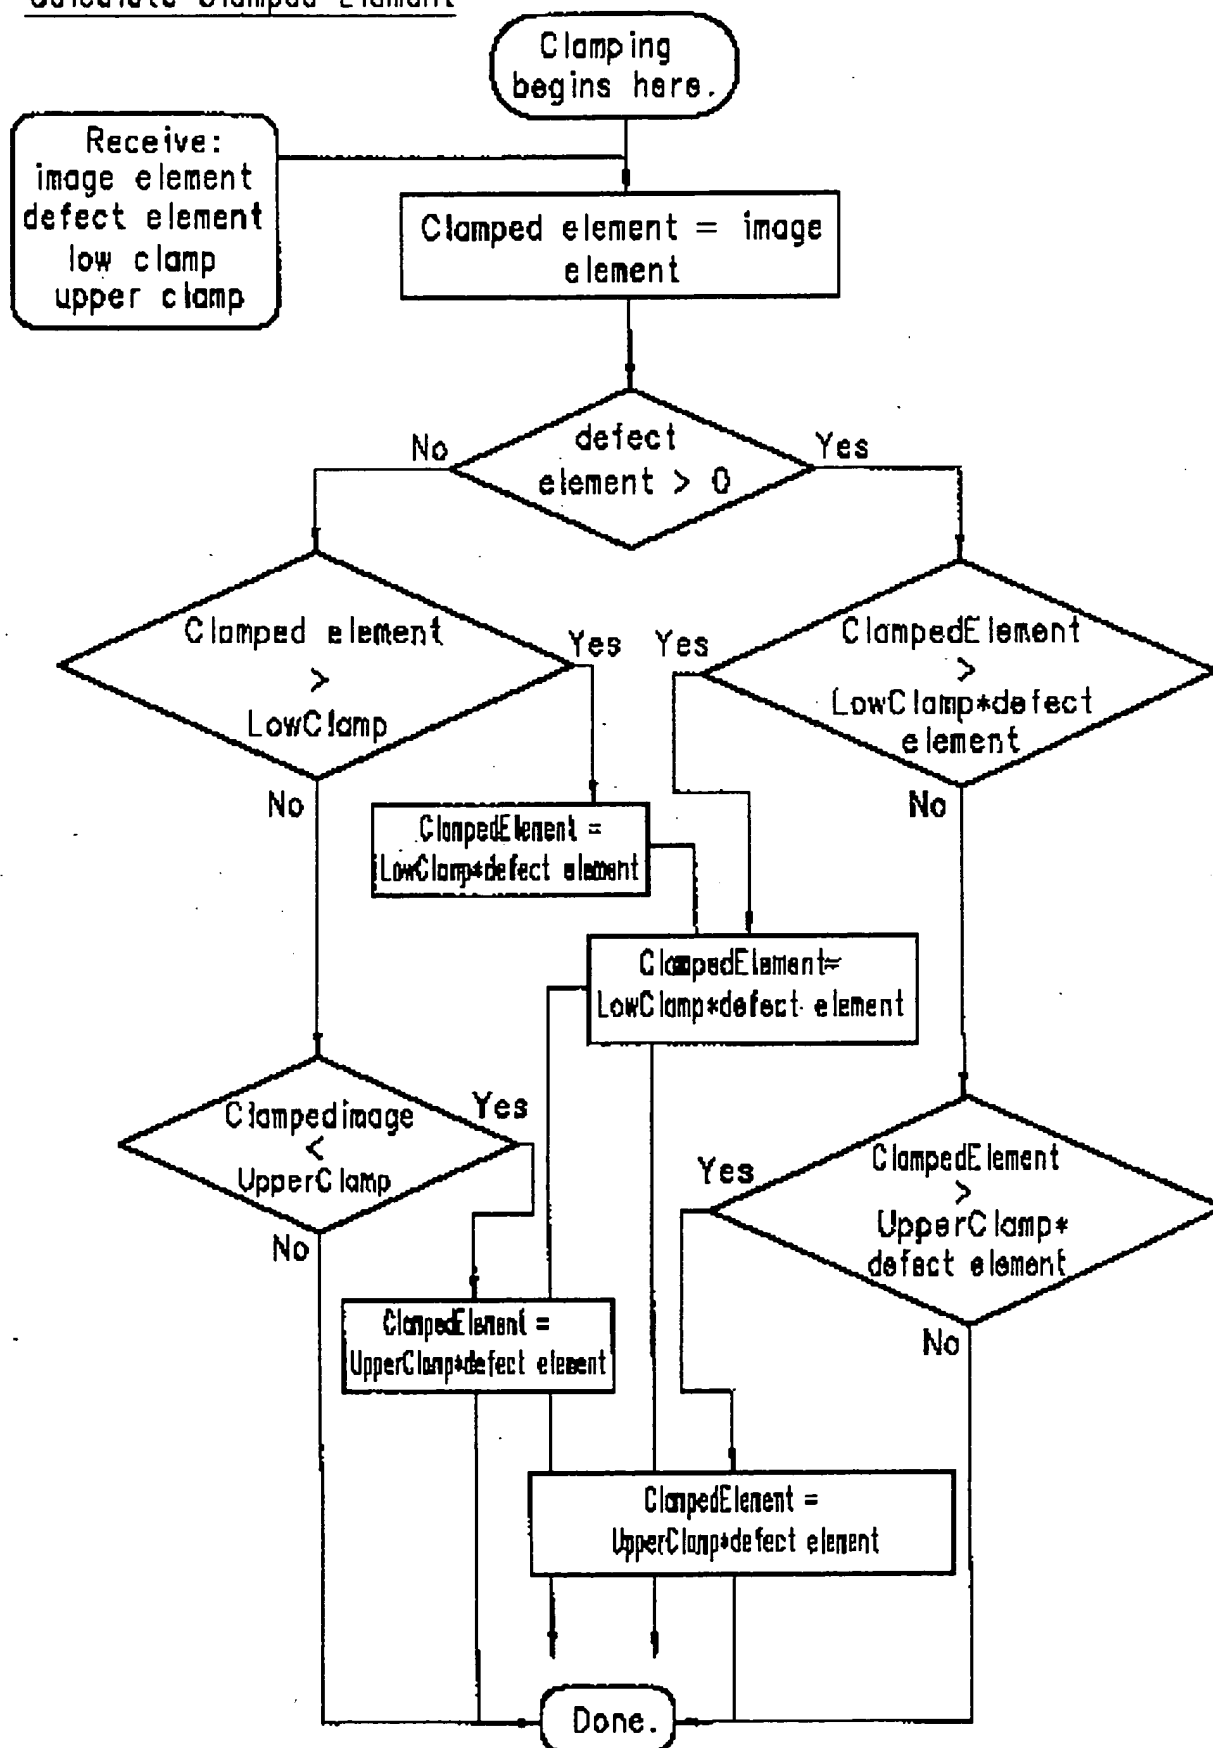 Calculate Clamped Element
Clamping
begins here.
Receive:
image element
defect element
low clamp
upper clamp
Clamped element = image
element
defect
element > 0
No
Yes
Clamped element
>
LowClamp
Yes
No
Yes
ClampedElement
>
LowClamp*defect
element
No
ClampedElement =
LowClamp*defect element
ClampedElement=
LowClamp*defect element
Clampedimage
<
UpperClamp
Yes
No
Yes
ClampedElement
>
UpperClamp*
defect element
No
ClampedElement =
UpperClamp*defect element
ClampedElement =
UpperClamp*defect element
Done.